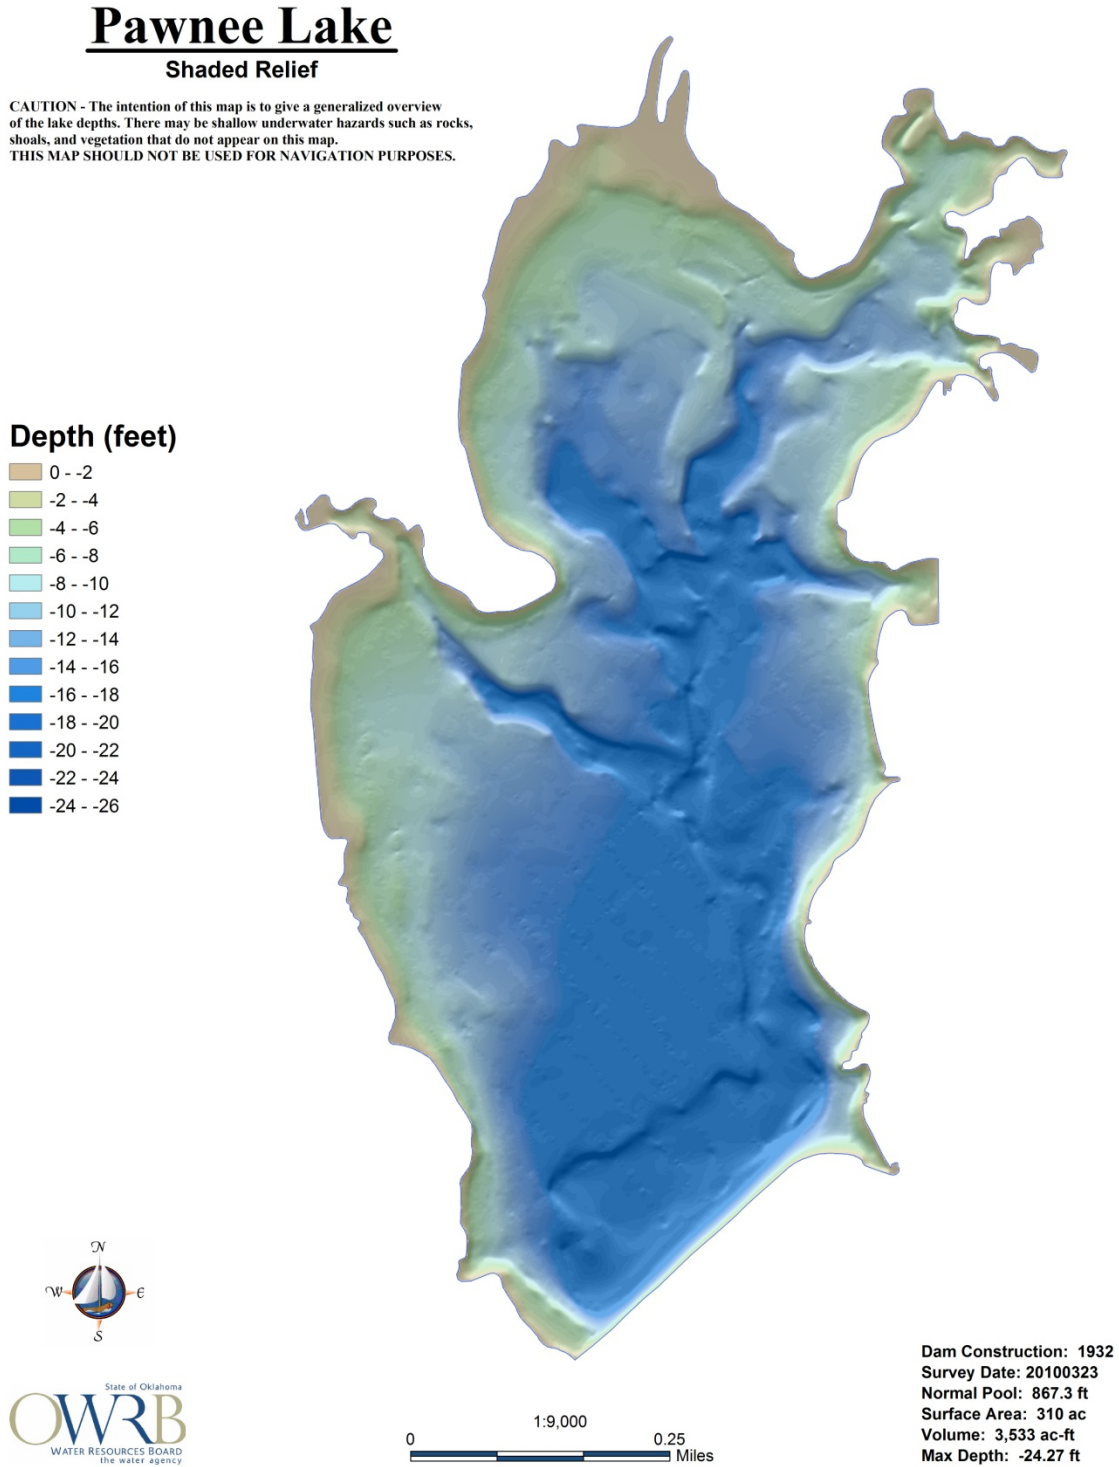 Pawnee Lake
Shaded Relief
CAUTION - The intention of this map is to give a generalized overview
of the lake depths. There may be shallow underwater hazards such as rocks,
shoals, and vegetation that do not appear on this map.
THIS MAP SHOULD NOT BE USED FOR NAVIGATION PURPOSES.
Depth (feet)
0 - -2
-2 - -4
-4 - -6
-6 - -8
-8 - -10
-10 - -12
-12 - -14
-14 - -16
-16 - -18
-18 - -20
-20 - -22
-22 - -24
-24 - -26
N
W E
S
State of Oklahoma
OWRB
WATER RESOURCES BOARD
the water agency
1:9,000
0 0.25
Miles
Dam Construction: 1932
Survey Date: 20100323
Normal Pool: 867.3 ft
Surface Area: 310 ac
Volume: 3,533 ac-ft
Max Depth: -24.27 ft